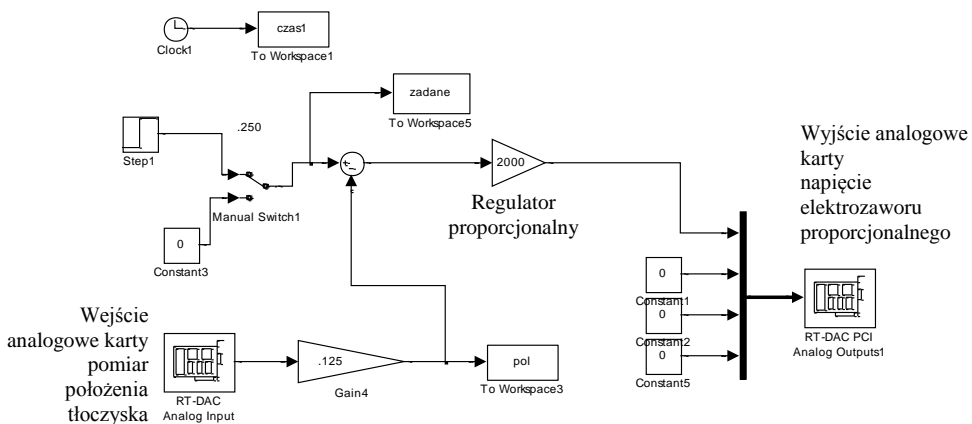 czas1
Clock1
To Workspace1
zadane
To Workspace5
.250
Step1
Manual Switch1
0
Constant3
2000
Regulator
proporcjonalny
Wyjście analogowe
karty
napięcie
elektrozaworu
proporcjonalnego
0
Constant1
0
Constant2
0
Constant5
RT-DAC PCI
Analog Outputs1
Wejście
analogowe karty
pomiar
położenia
tłoczyska
RT-DAC
Analog Input
.125
Gain4
pol
To Workspace3